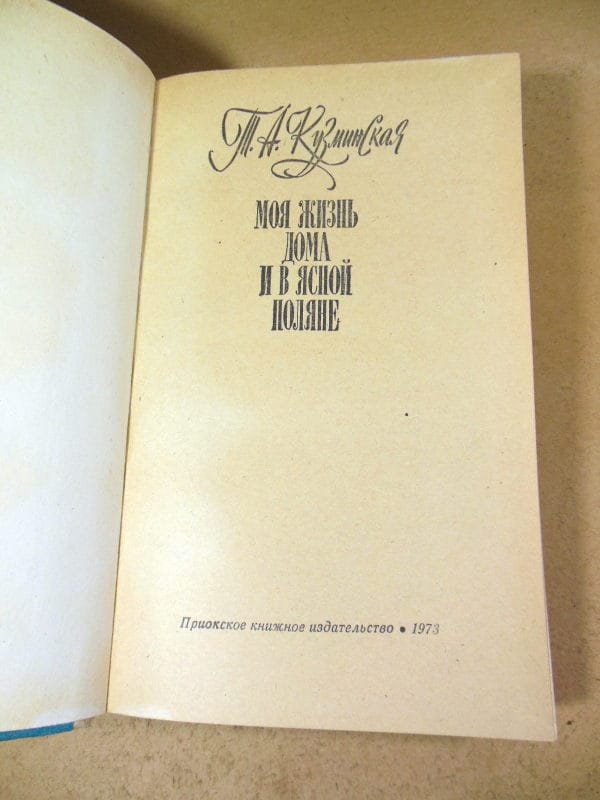 Т. А. Кузминская
МОЯ ЖИЗНЬ
ДОМА
И В ЯСНОЙ
ПОЛЯНЕ
Приокское книжное издательство • 1973